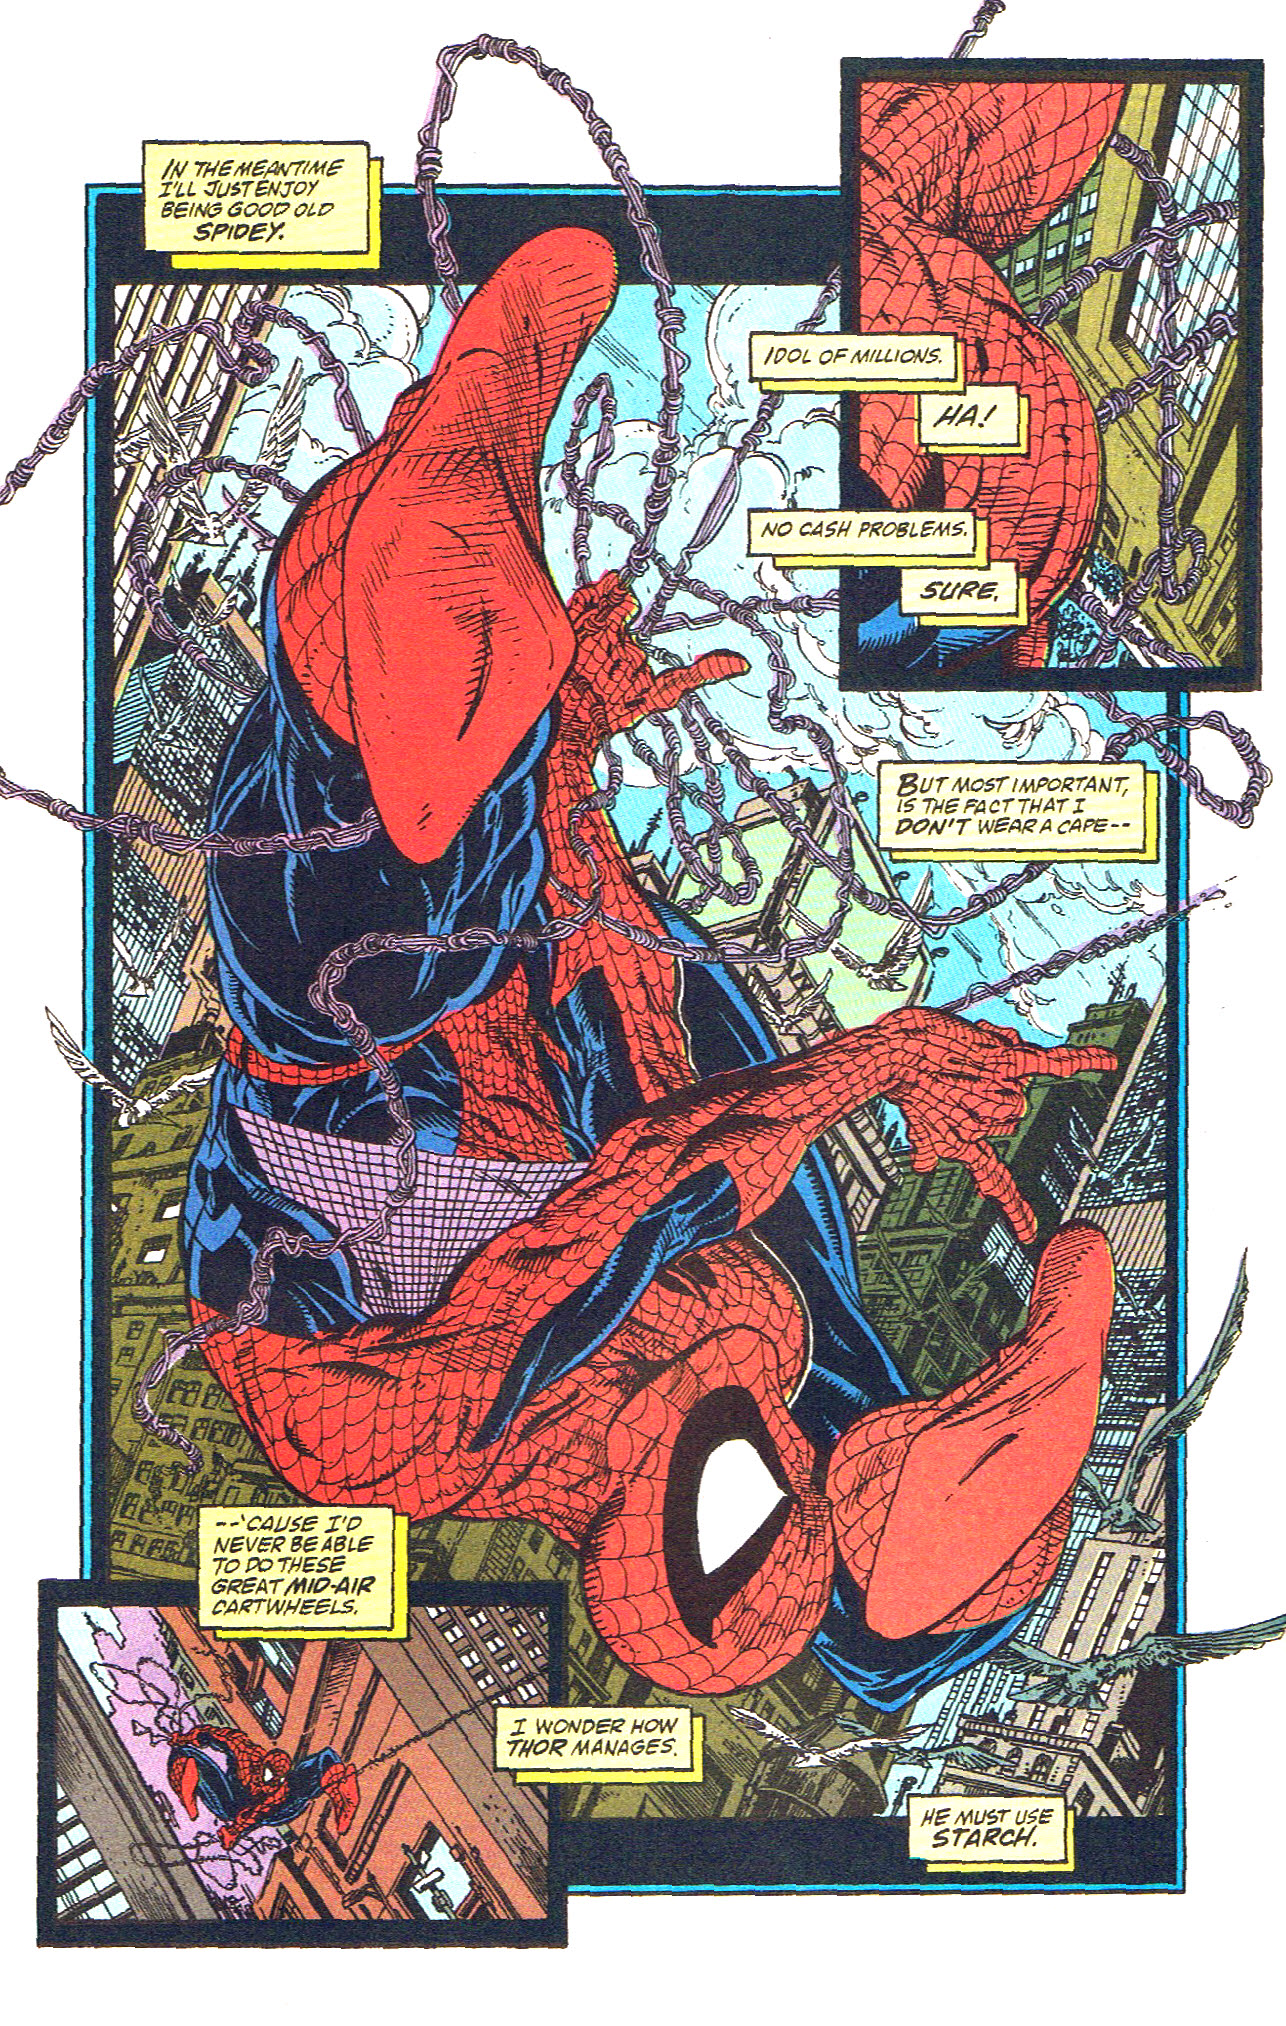 IN THE MEANTIME
I'LL JUST ENJOY
BEING GOOD OLD
SPIDEY.
IDOL OF MILLIONS.
HA!
NO CASH PROBLEMS.
SURE.
BUT MOST IMPORTANT,
IS THE FACT THAT I
DON'T WEAR A CAPE--
--'CAUSE I'D
NEVER BE ABLE
TO DO THESE
GREAT MID-AIR
CARTWHEELS.
I WONDER HOW
THOR MANAGES.
HE MUST USE
STARCH.